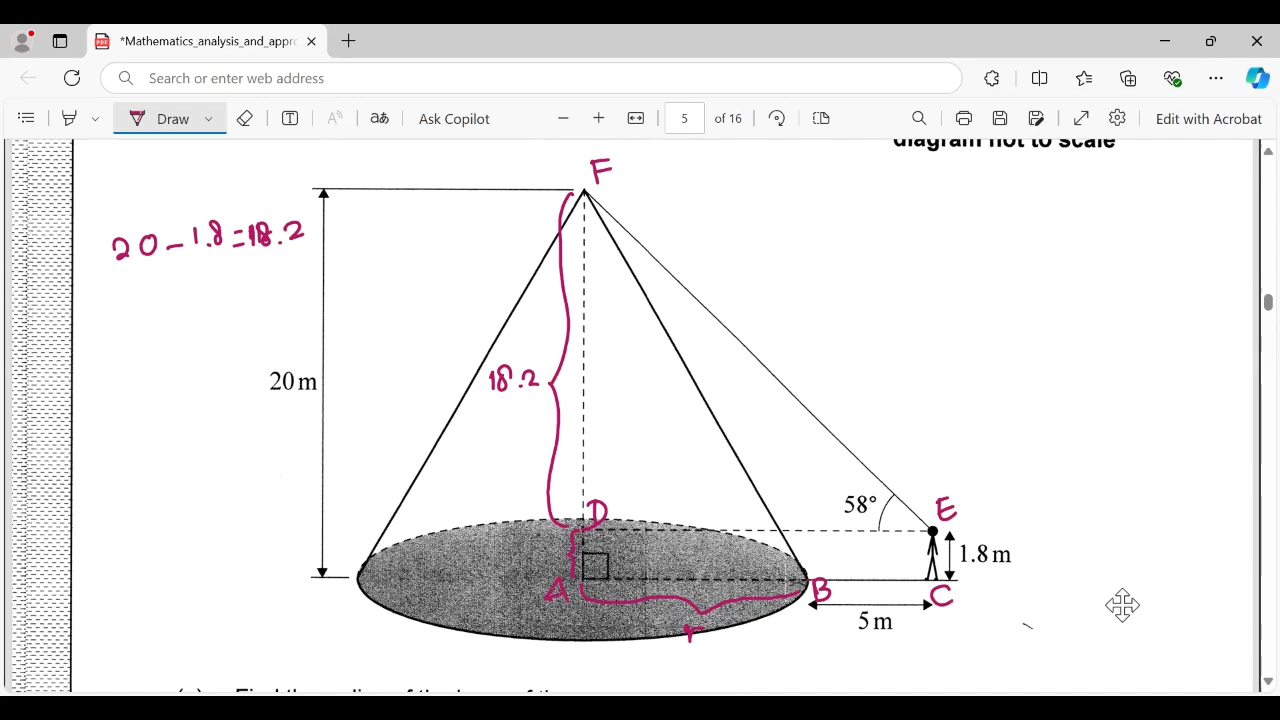 *Mathematics_analysis_and_appro
Search or enter web address
Draw
Ask Copilot
5
of 16
Edit with Acrobat
diagram not to scale
F
20 - 1.8 = 18.2
18.2
20 m
D
58°
E
1.8 m
A
B
C
r
5 m